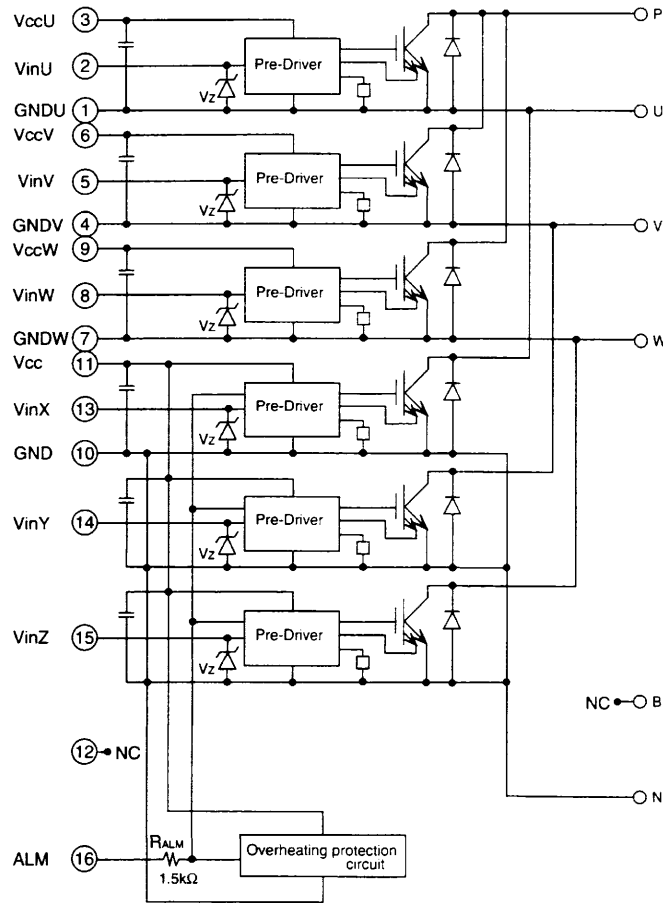 VccU 3 P
VinU 2 Vz Pre-Driver
GNDU 1 U
VccV 6
VinV 5 Vz Pre-Driver
GNDV 4 V
VccW 9
VinW 8 Vz Pre-Driver
GNDW 7 W
Vcc 11
VinX 13 Vz Pre-Driver
GND 10
VinY 14 Vz Pre-Driver
VinZ 15 Vz Pre-Driver
NC B
12 NC
N
ALM 16 RALM 1.5kΩ
Overheating protection
circuit